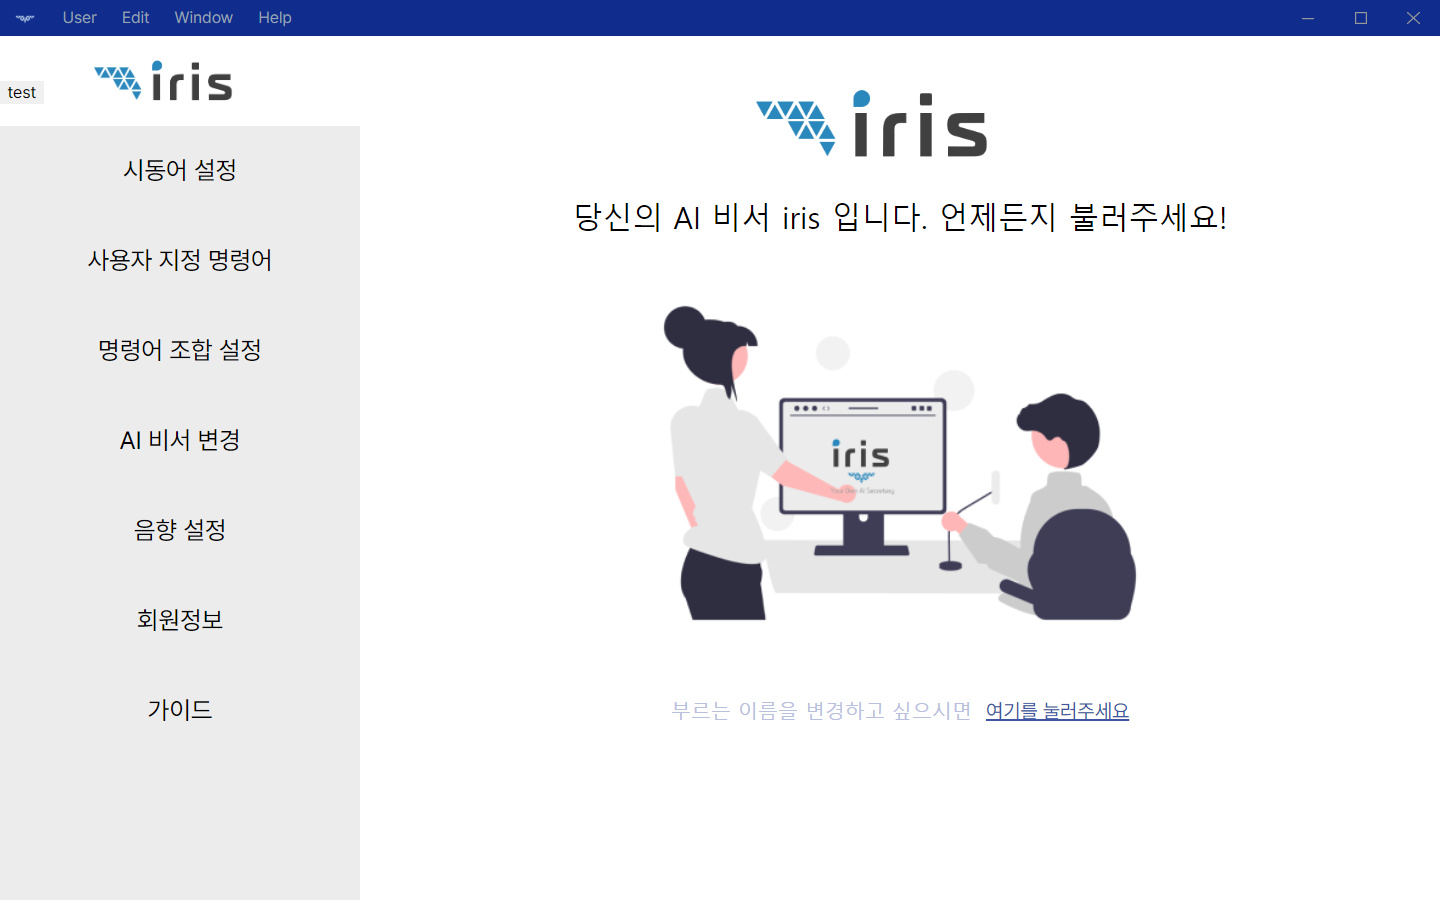 User Edit Window Help
test
iris
시동어 설정
사용자 지정 명령어
명령어 조합 설정
AI 비서 변경
음향 설정
회원정보
가이드
iris
당신의 AI 비서 iris 입니다. 언제든지 불러주세요!
iris
Your Own AI Secretary
부르는 이름을 변경하고 싶으시면 여기를 눌러주세요